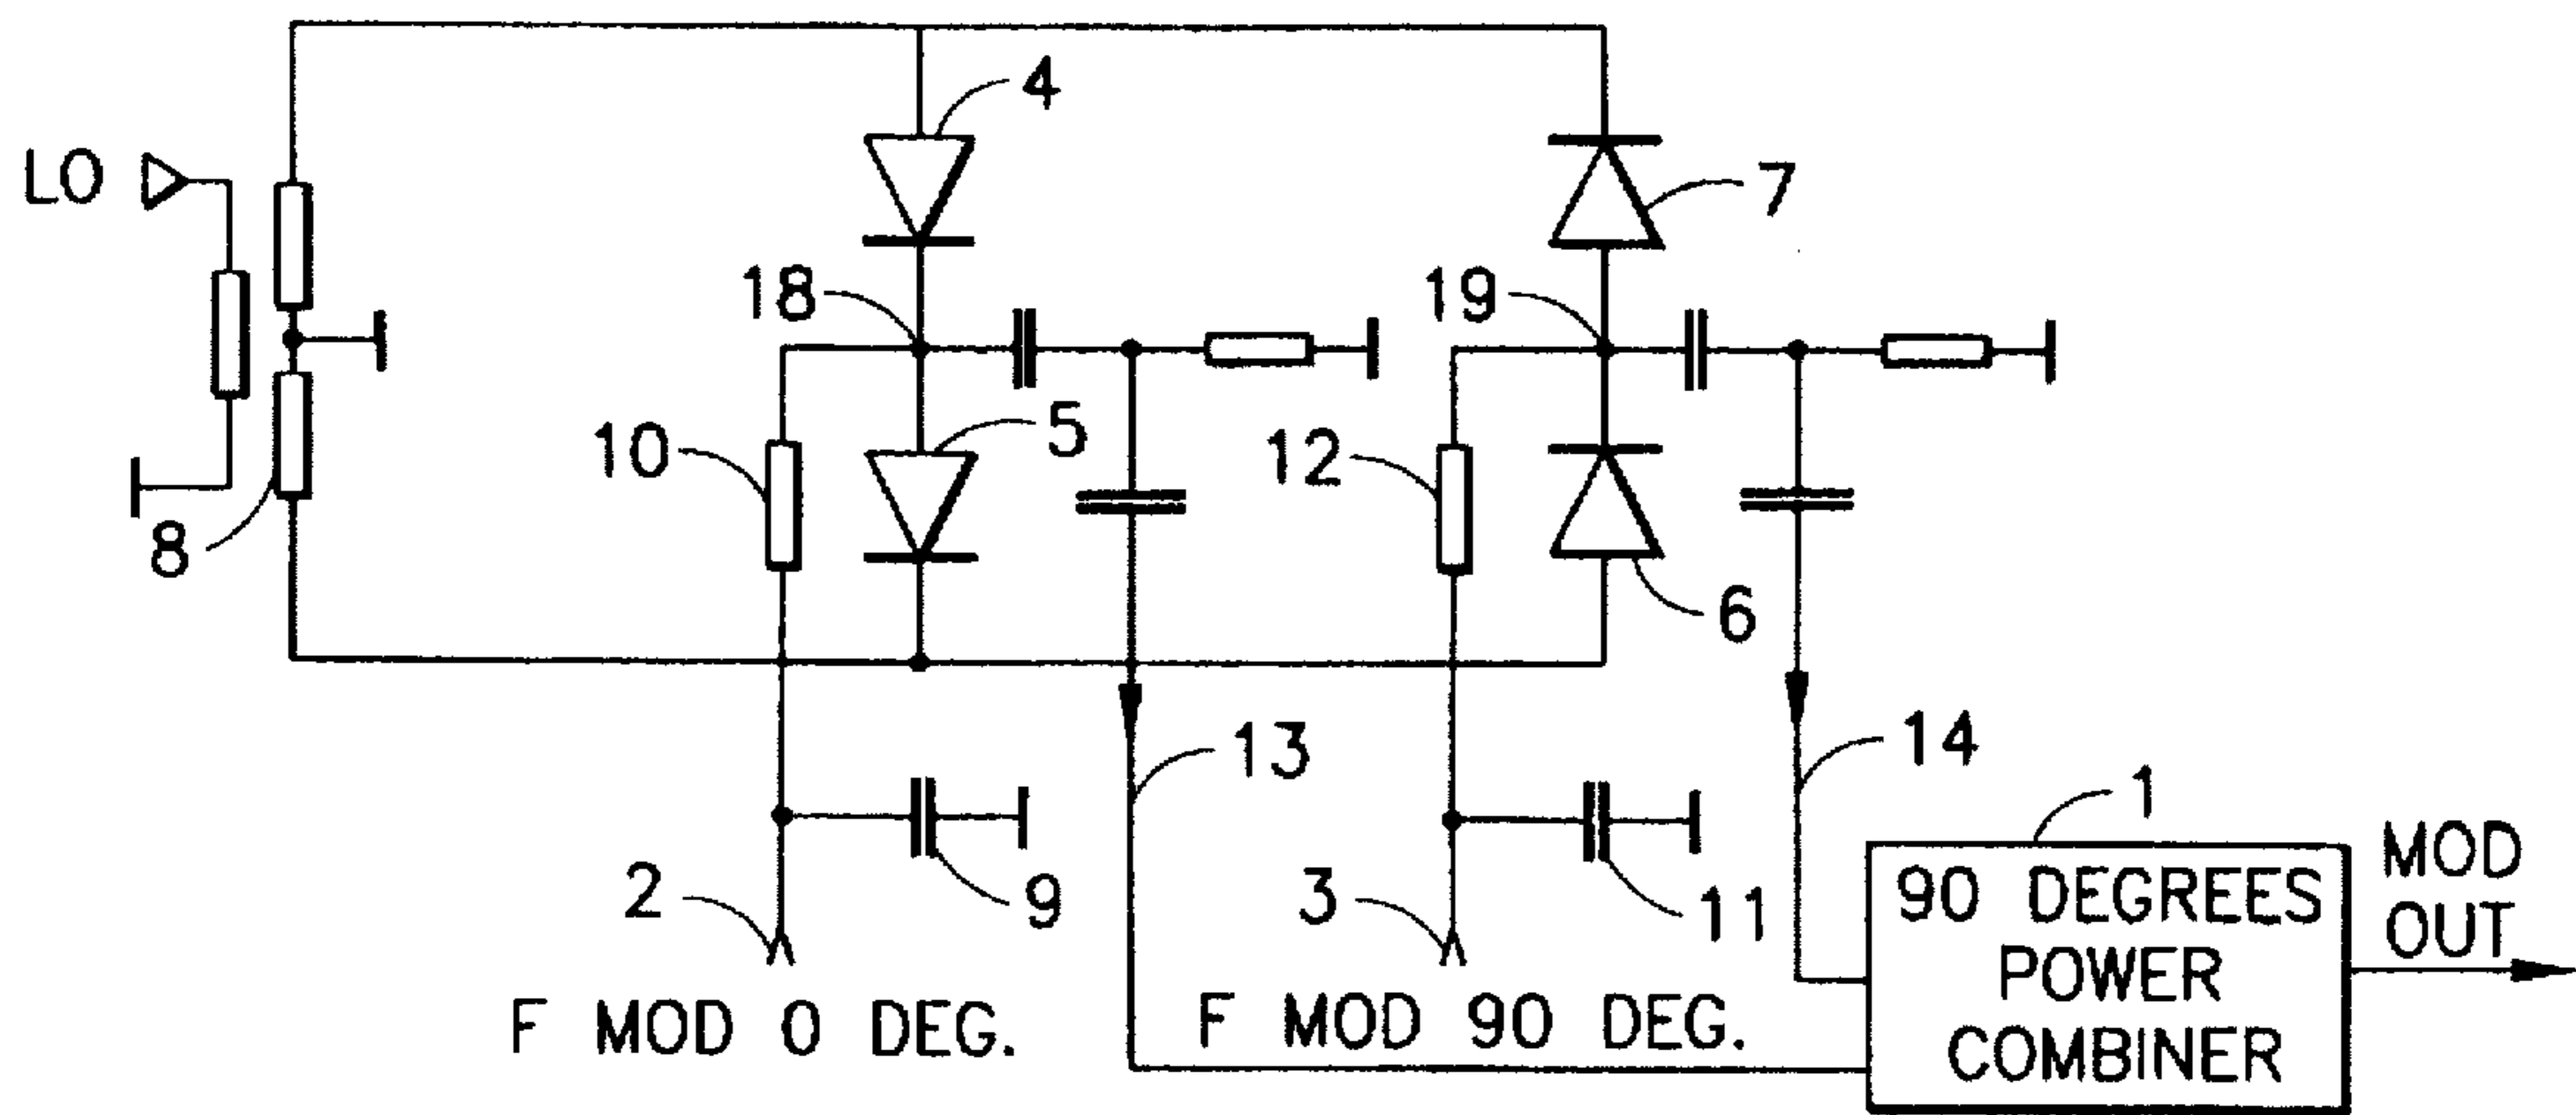 4
LO
7
18
19
5
10
12
8
6
13
14
1
2
9
3
11
90 DEGREES
POWER
COMBINER
MOD
OUT
F MOD 0 DEG.
F MOD 90 DEG.